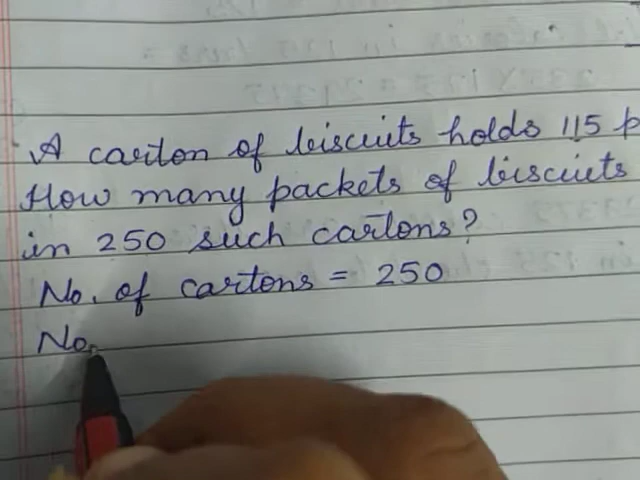 A carton of biscuits holds 115 p
How many packets of biscuits
in 250 such cartons?
No. of cartons = 250
No.